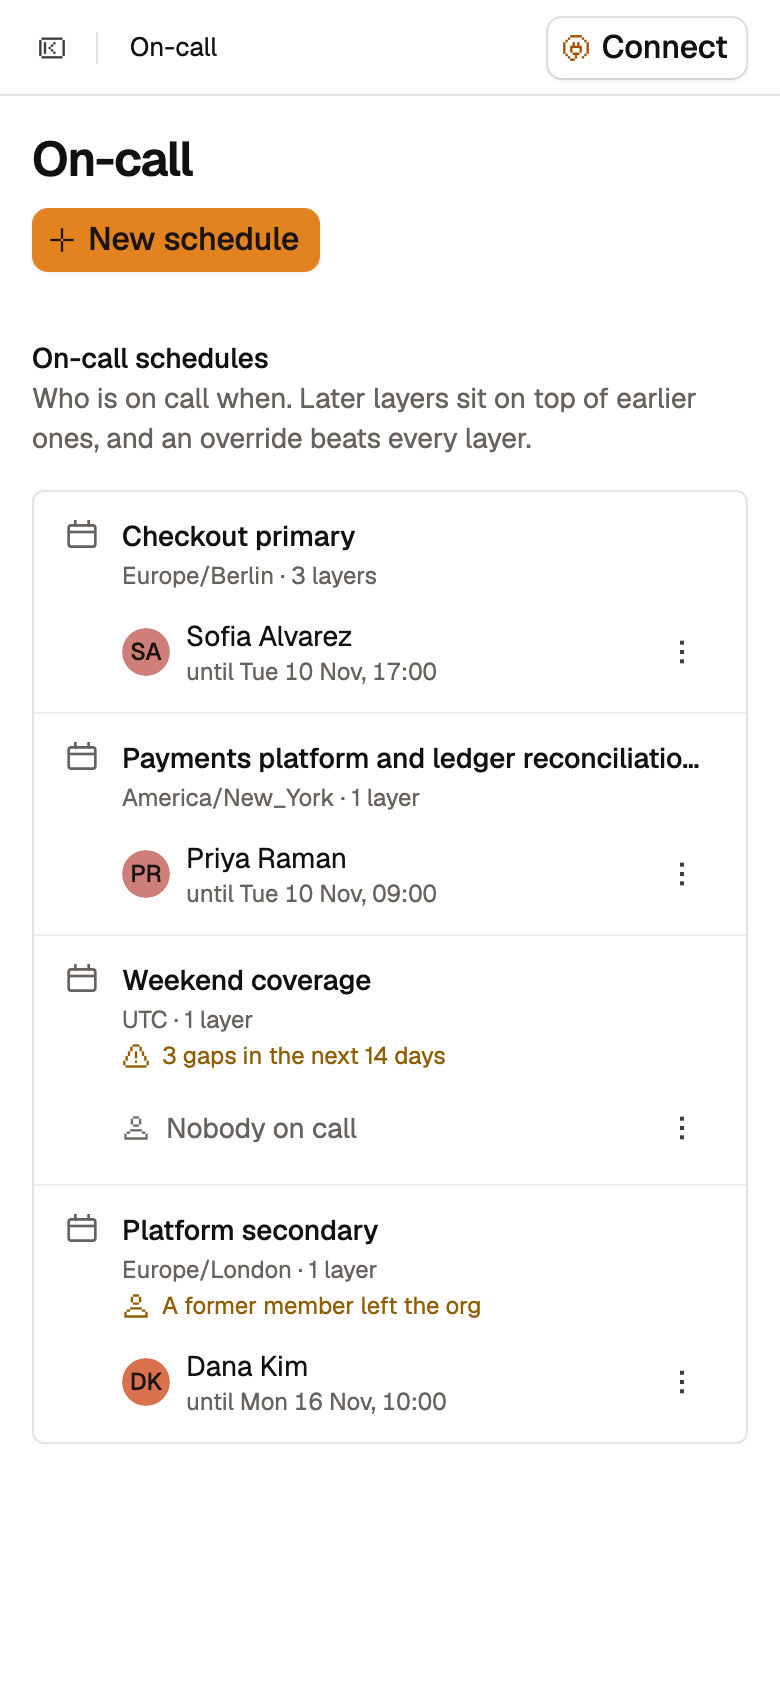 On-call
Connect
On-call
New schedule
On-call schedules
Who is on call when. Later layers sit on top of earlier
ones, and an override beats every layer.
Checkout primary
Europe/Berlin · 3 layers
SA
Sofia Alvarez
until Tue 10 Nov, 17:00
Payments platform and ledger reconciliatio...
America/New_York · 1 layer
PR
Priya Raman
until Tue 10 Nov, 09:00
Weekend coverage
UTC · 1 layer
3 gaps in the next 14 days
Nobody on call
Platform secondary
Europe/London · 1 layer
A former member left the org
DK
Dana Kim
until Mon 16 Nov, 10:00